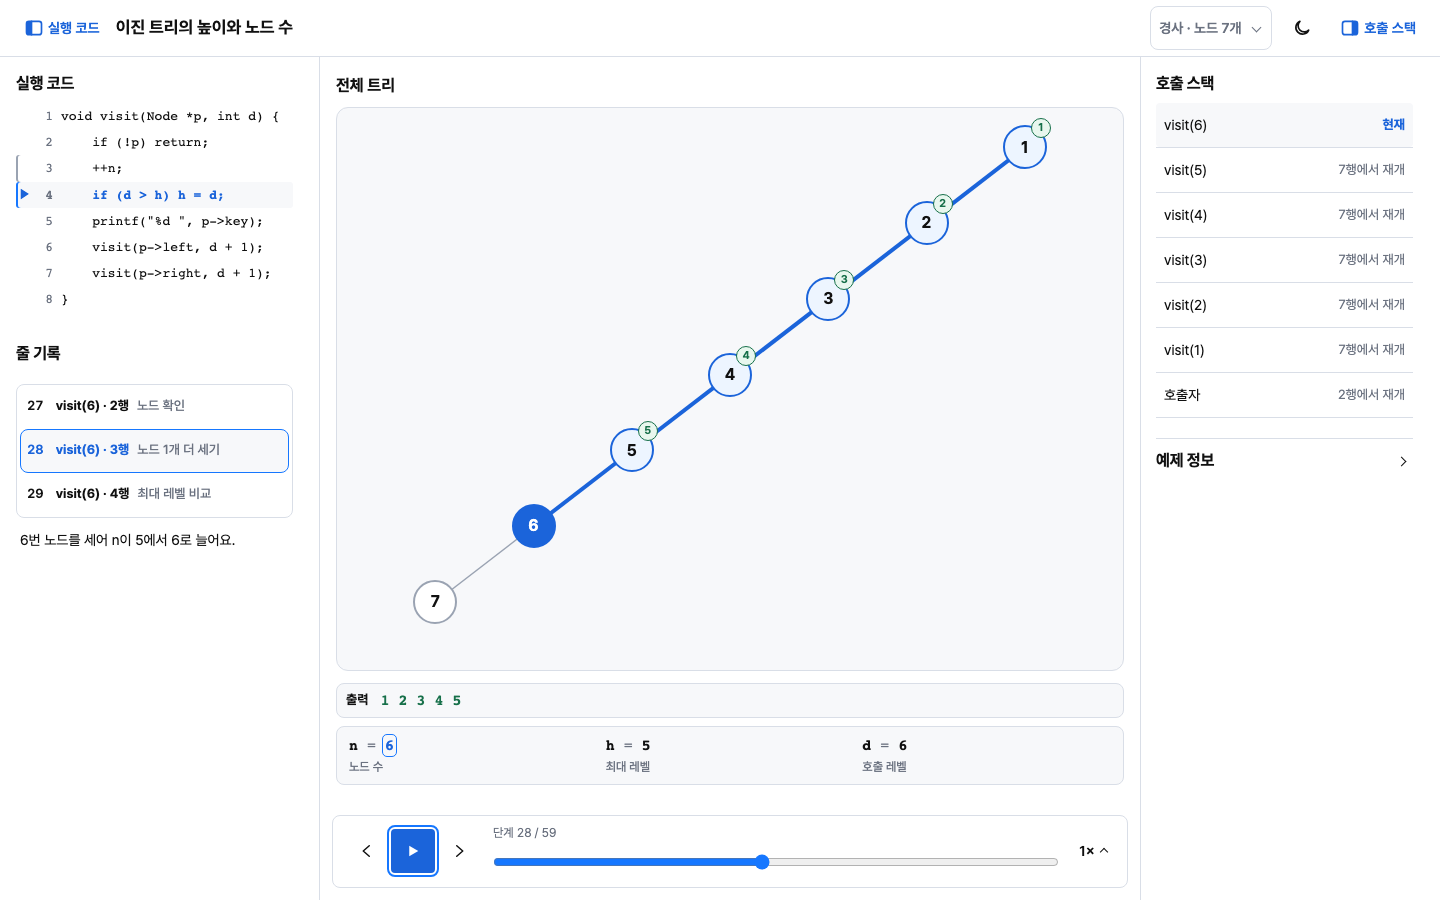 실행 코드
이진 트리의 높이와 노드 수
경사 · 노드 7개
호출 스택
실행 코드
1 void visit(Node *p, int d) {
2 if (!p) return;
3 ++n;
4 if (d > h) h = d;
5 printf("%d ", p->key);
6 visit(p->left, d + 1);
7 visit(p->right, d + 1);
8 }
줄 기록
27 visit(6) · 2행 노드 확인
28 visit(6) · 3행 노드 1개 더 세기
29 visit(6) · 4행 최대 레벨 비교
6번 노드를 세어 n이 5에서 6로 늘어요.
전체 트리
1
1
2
2
3
3
4
4
5
5
6
7
출력 1 2 3 4 5
n = 6
노드 수
h = 5
최대 레벨
d = 6
호출 레벨
단계 28 / 59
1×
호출 스택
visit(6) 현재
visit(5) 7행에서 재개
visit(4) 7행에서 재개
visit(3) 7행에서 재개
visit(2) 7행에서 재개
visit(1) 7행에서 재개
호출자 2행에서 재개
예제 정보